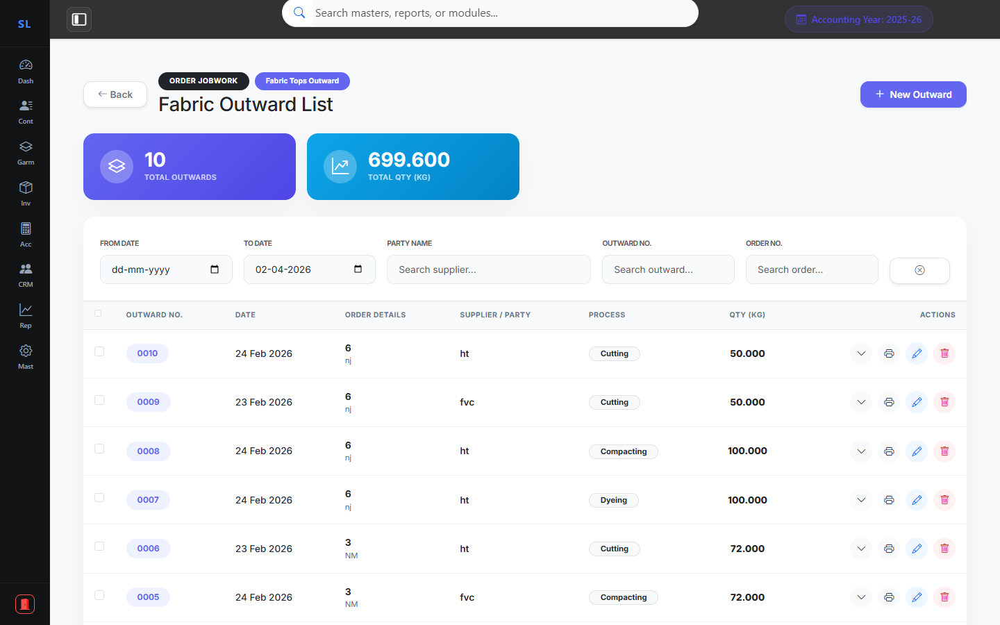 SL
Search masters, reports, or modules...
Accounting Year: 2025-26
Dash
Cont
Garm
Inv
Acc
CRM
Rep
Mast
Back
ORDER JOBWORK
Fabric Tops Outward
Fabric Outward List
New Outward
10
TOTAL OUTWARDS
699.600
TOTAL QTY (KG)
FROM DATE
TO DATE
PARTY NAME
OUTWARD NO.
ORDER NO.
dd-mm-yyyy
02-04-2026
Search supplier...
Search outward...
Search order...
OUTWARD NO. DATE ORDER DETAILS SUPPLIER / PARTY PROCESS QTY (KG) ACTIONS
0010 24 Feb 2026 6 ht Cutting 50.000
nj
0009 23 Feb 2026 6 fvc Cutting 50.000
nj
0008 24 Feb 2026 6 ht Compacting 100.000
nj
0007 24 Feb 2026 6 ht Dyeing 100.000
nj
0006 23 Feb 2026 3 ht Cutting 72.000
NM
0005 24 Feb 2026 3 fvc Compacting 72.000
NM